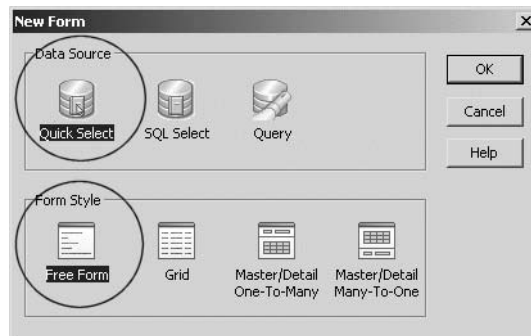 New Form
Data Source
Quick Select
SQL Select
Query
OK
Cancel
Help
Form Style
Free Form
Grid
Master/Detail
One-To-Many
Master/Detail
Many-To-One